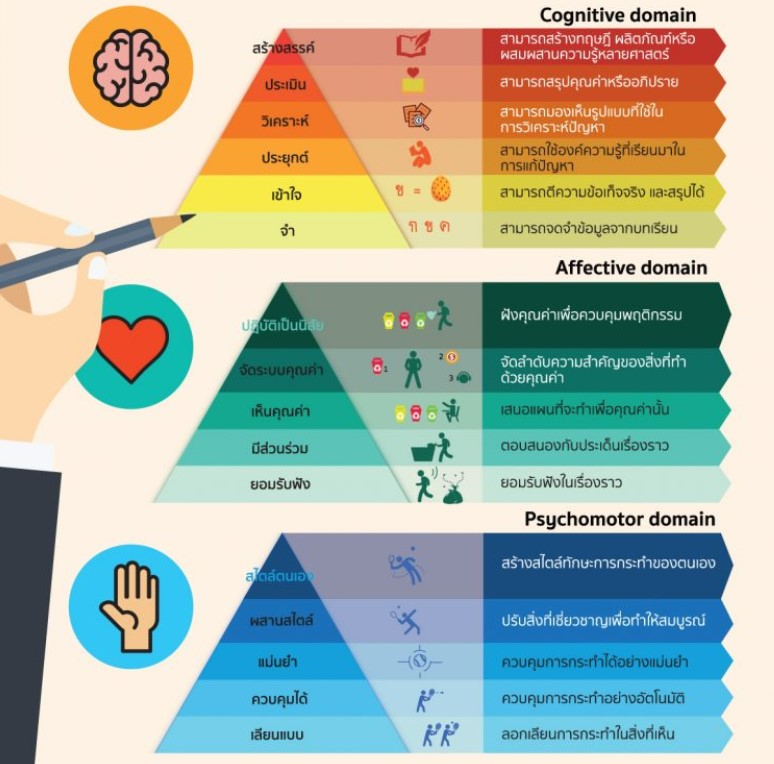 Cognitive domain
สร้างสรรค์
สามารถสร้างทฤษฎี ผลิตภัณฑ์หรือ
ผสมผสานความรู้หลายศาสตร์
ประเมิน
สามารถสรุปคุณค่าหรืออภิปราย
วิเคราะห์
สามารถมองเห็นรูปแบบที่ใช้ใน
การวิเคราะห์ปัญหา
ประยุกต์
สามารถใช้องค์ความรู้ที่เรียนมาใน
การแก้ปัญหา
เข้าใจ
ข =
สามารถตีความข้อเท็จจริง และสรุปได้
จำ
ก ข ค
สามารถจดจำข้อมูลจากบทเรียน
Affective domain
ปฏิบัติเป็นนิสัย
ฝังคุณค่าเพื่อควบคุมพฤติกรรม
จัดระบบคุณค่า
1
2
3
จัดลำดับความสำคัญของสิ่งที่ทำ
ด้วยคุณค่า
เห็นคุณค่า
เสนอแผนที่จะทำเพื่อคุณค่านั้น
มีส่วนร่วม
ตอบสนองกับประเด็นเรื่องราว
ยอมรับฟัง
ยอมรับฟังในเรื่องราว
Psychomotor domain
สไตล์ตนเอง
สร้างสไตล์ทักษะการกระทำของตนเอง
ผสานสไตล์
ปรับสิ่งที่เชี่ยวชาญเพื่อทำให้สมบูรณ์
แม่นยำ
ควบคุมการกระทำได้อย่างแม่นยำ
ควบคุมได้
ควบคุมการกระทำอย่างอัตโนมัติ
เลียนแบบ
ลอกเลียนการกระทำในสิ่งที่เห็น